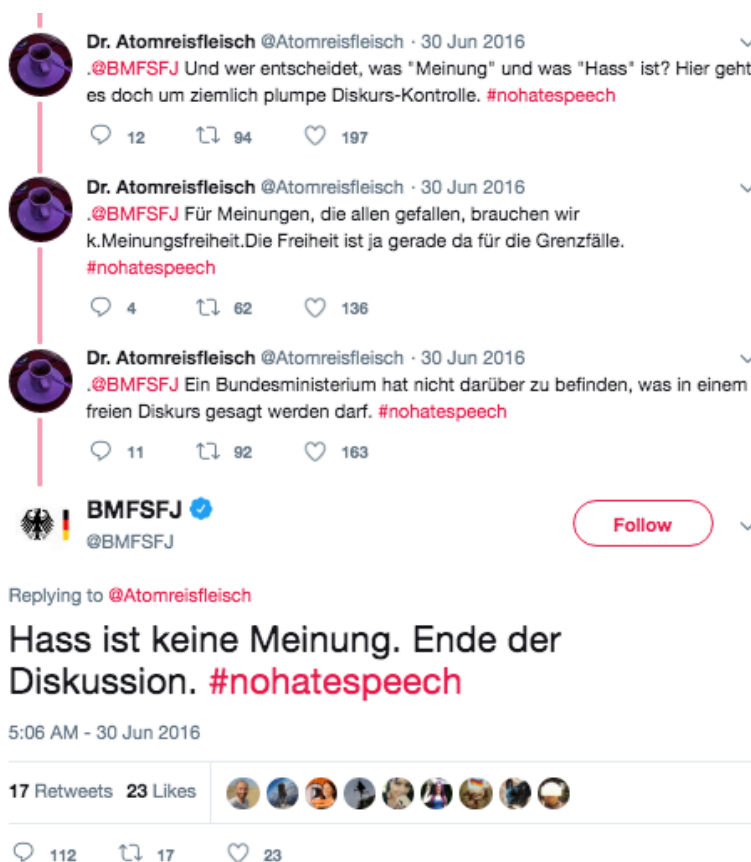 Dr. Atomreisfleisch @Atomreisfleisch · 30 Jun 2016
.@BMFSFJ Und wer entscheidet, was "Meinung" und was "Hass" ist? Hier geht
es doch um ziemlich plumpe Diskurs-Kontrolle. #nohatespeech
12 94 197
Dr. Atomreisfleisch @Atomreisfleisch · 30 Jun 2016
.@BMFSFJ Für Meinungen, die allen gefallen, brauchen wir
k.Meinungsfreiheit.Die Freiheit ist ja gerade da für die Grenzfälle.
#nohatespeech
4 62 136
Dr. Atomreisfleisch @Atomreisfleisch · 30 Jun 2016
.@BMFSFJ Ein Bundesministerium hat nicht darüber zu befinden, was in einem
freien Diskurs gesagt werden darf. #nohatespeech
11 92 163
BMFSFJ
@BMFSFJ
Follow
Replying to @Atomreisfleisch
Hass ist keine Meinung. Ende der
Diskussion. #nohatespeech
5:06 AM - 30 Jun 2016
17 Retweets 23 Likes
112 17 23